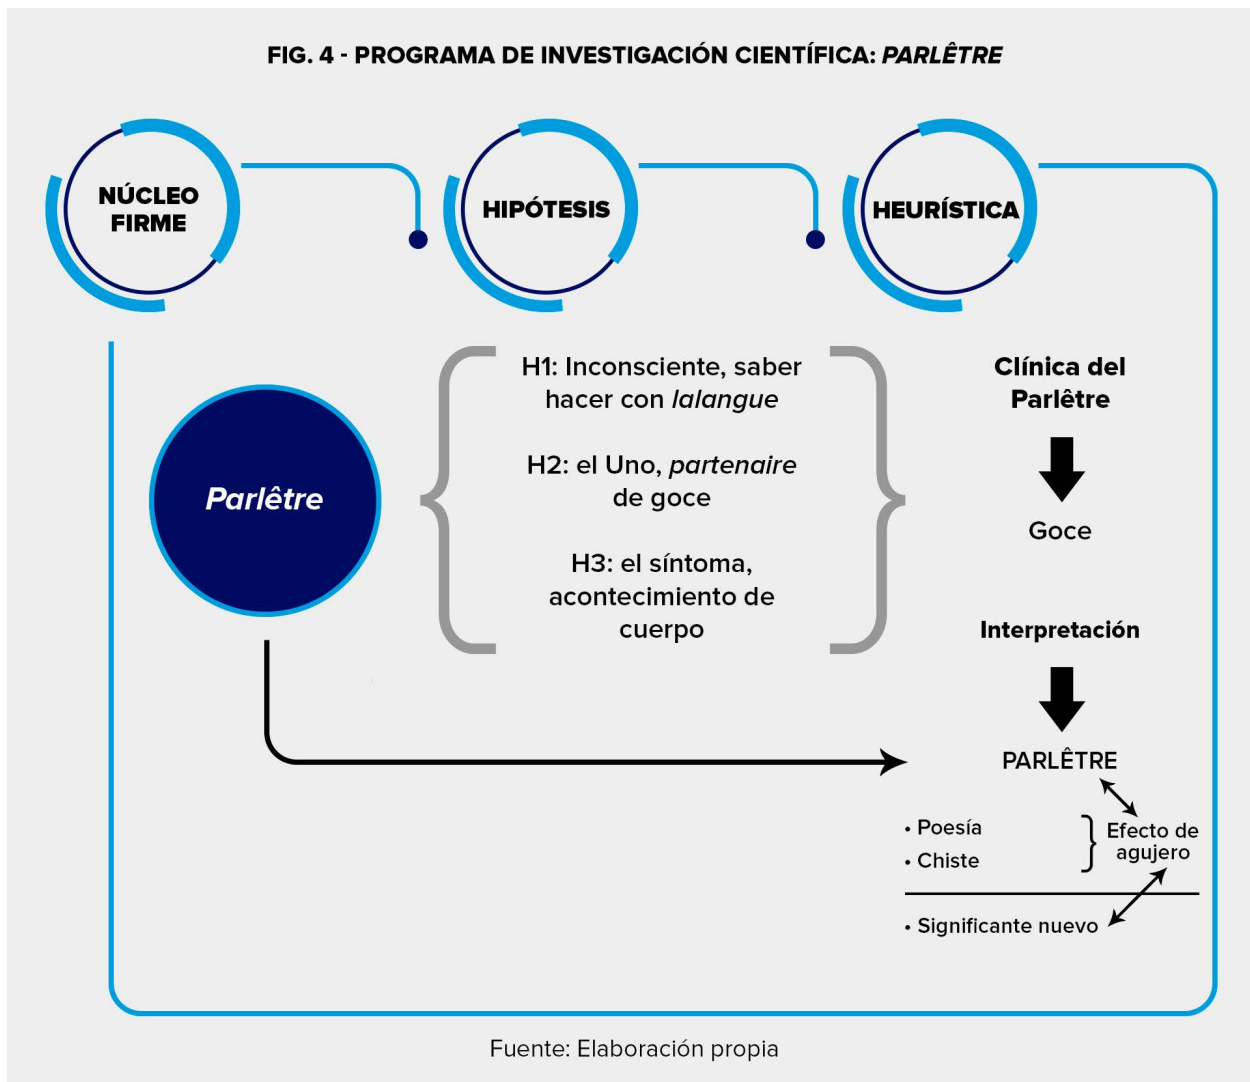 FIG. 4 - PROGRAMA DE INVESTIGACIÓN CIENTÍFICA: PARLÊTRE
NÚCLEO
FIRME
HIPÓTESIS
HEURÍSTICA
Parlêtre
H1: Inconsciente, saber
hacer con lalangue
H2: el Uno, partenaire
de goce
H3: el síntoma,
acontecimiento de
cuerpo
Clínica del
Parlêtre
Goce
Interpretación
PARLÊTRE
• Poesía
• Chiste
Efecto de
agujero
• Significante nuevo
Fuente: Elaboración propia